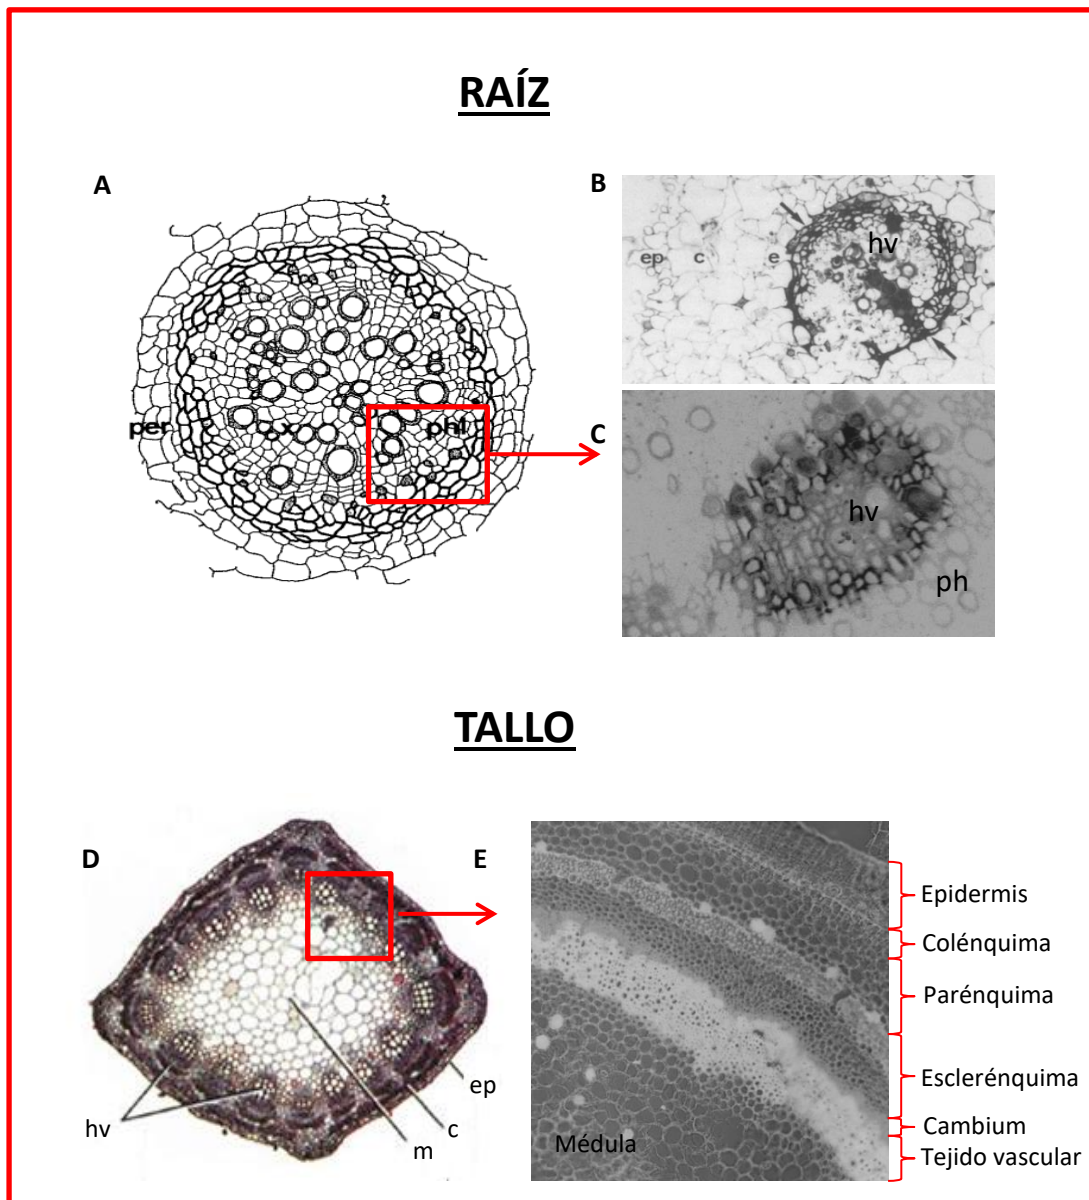 RAÍZ
A
B
per
x
phl
ep
c
e
hv
C
hv
ph
TALLO
D
E
Epidermis
Colénquima
Parénquima
Esclerénquima
Cambium
Tejido vascular
Médula
hv
m
c
ep